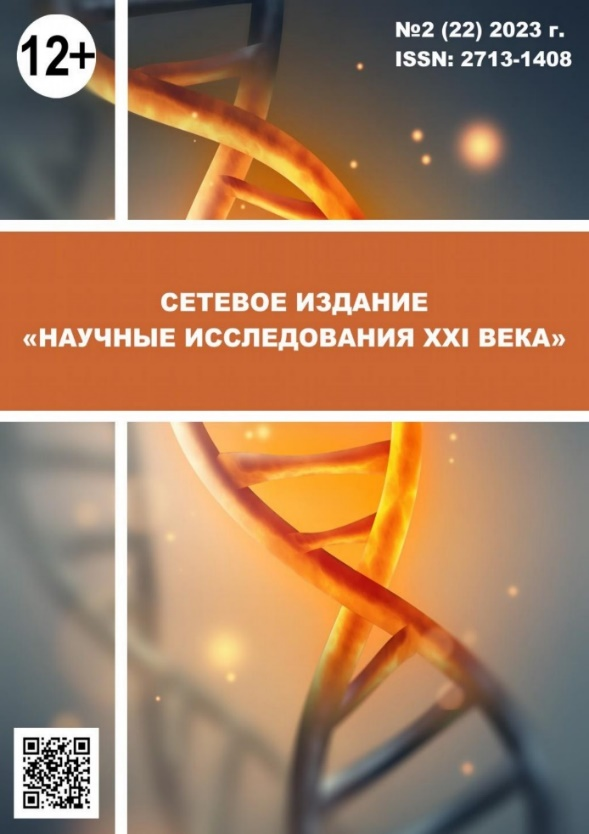 12+
№2 (22) 2023 г.
ISSN: 2713-1408
СЕТЕВОЕ ИЗДАНИЕ
«НАУЧНЫЕ ИССЛЕДОВАНИЯ XXI ВЕКА»